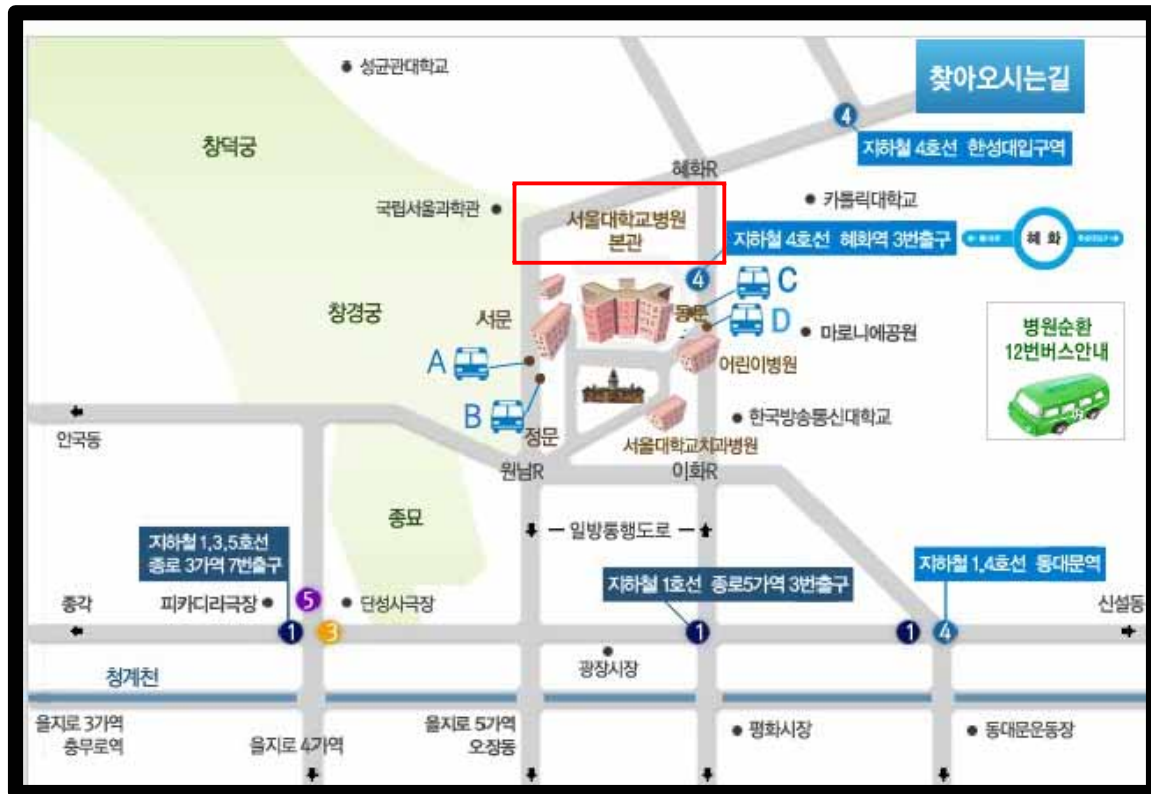 찾아오시는길
성균관대학교
4
지하철 4호선 한성대입구역
창덕궁
혜화R
국립서울과학관
카톨릭대학교
서울대학교병원
본관
지하철 4호선 혜화역 3번출구
혜화
4
C
창경궁
서문
동문
D
마로니에공원
병원순환
12번버스안내
A
어린이병원
B
한국방송통신대학교
안국동
정문
서울대학교치과병원
원남R
이화R
종묘
일방통행도로
지하철 1,3,5호선
종로 3가역 7번출구
지하철 1호선 종로5가역 3번출구
지하철 1,4호선 동대문역
종각
피카디라극장
5
단성사극장
신설동
1
3
1
1
4
광장시장
청계천
을지로 3가역
충무로역
을지로 4가역
을지로 5가역
오장동
평화시장
동대문운동장